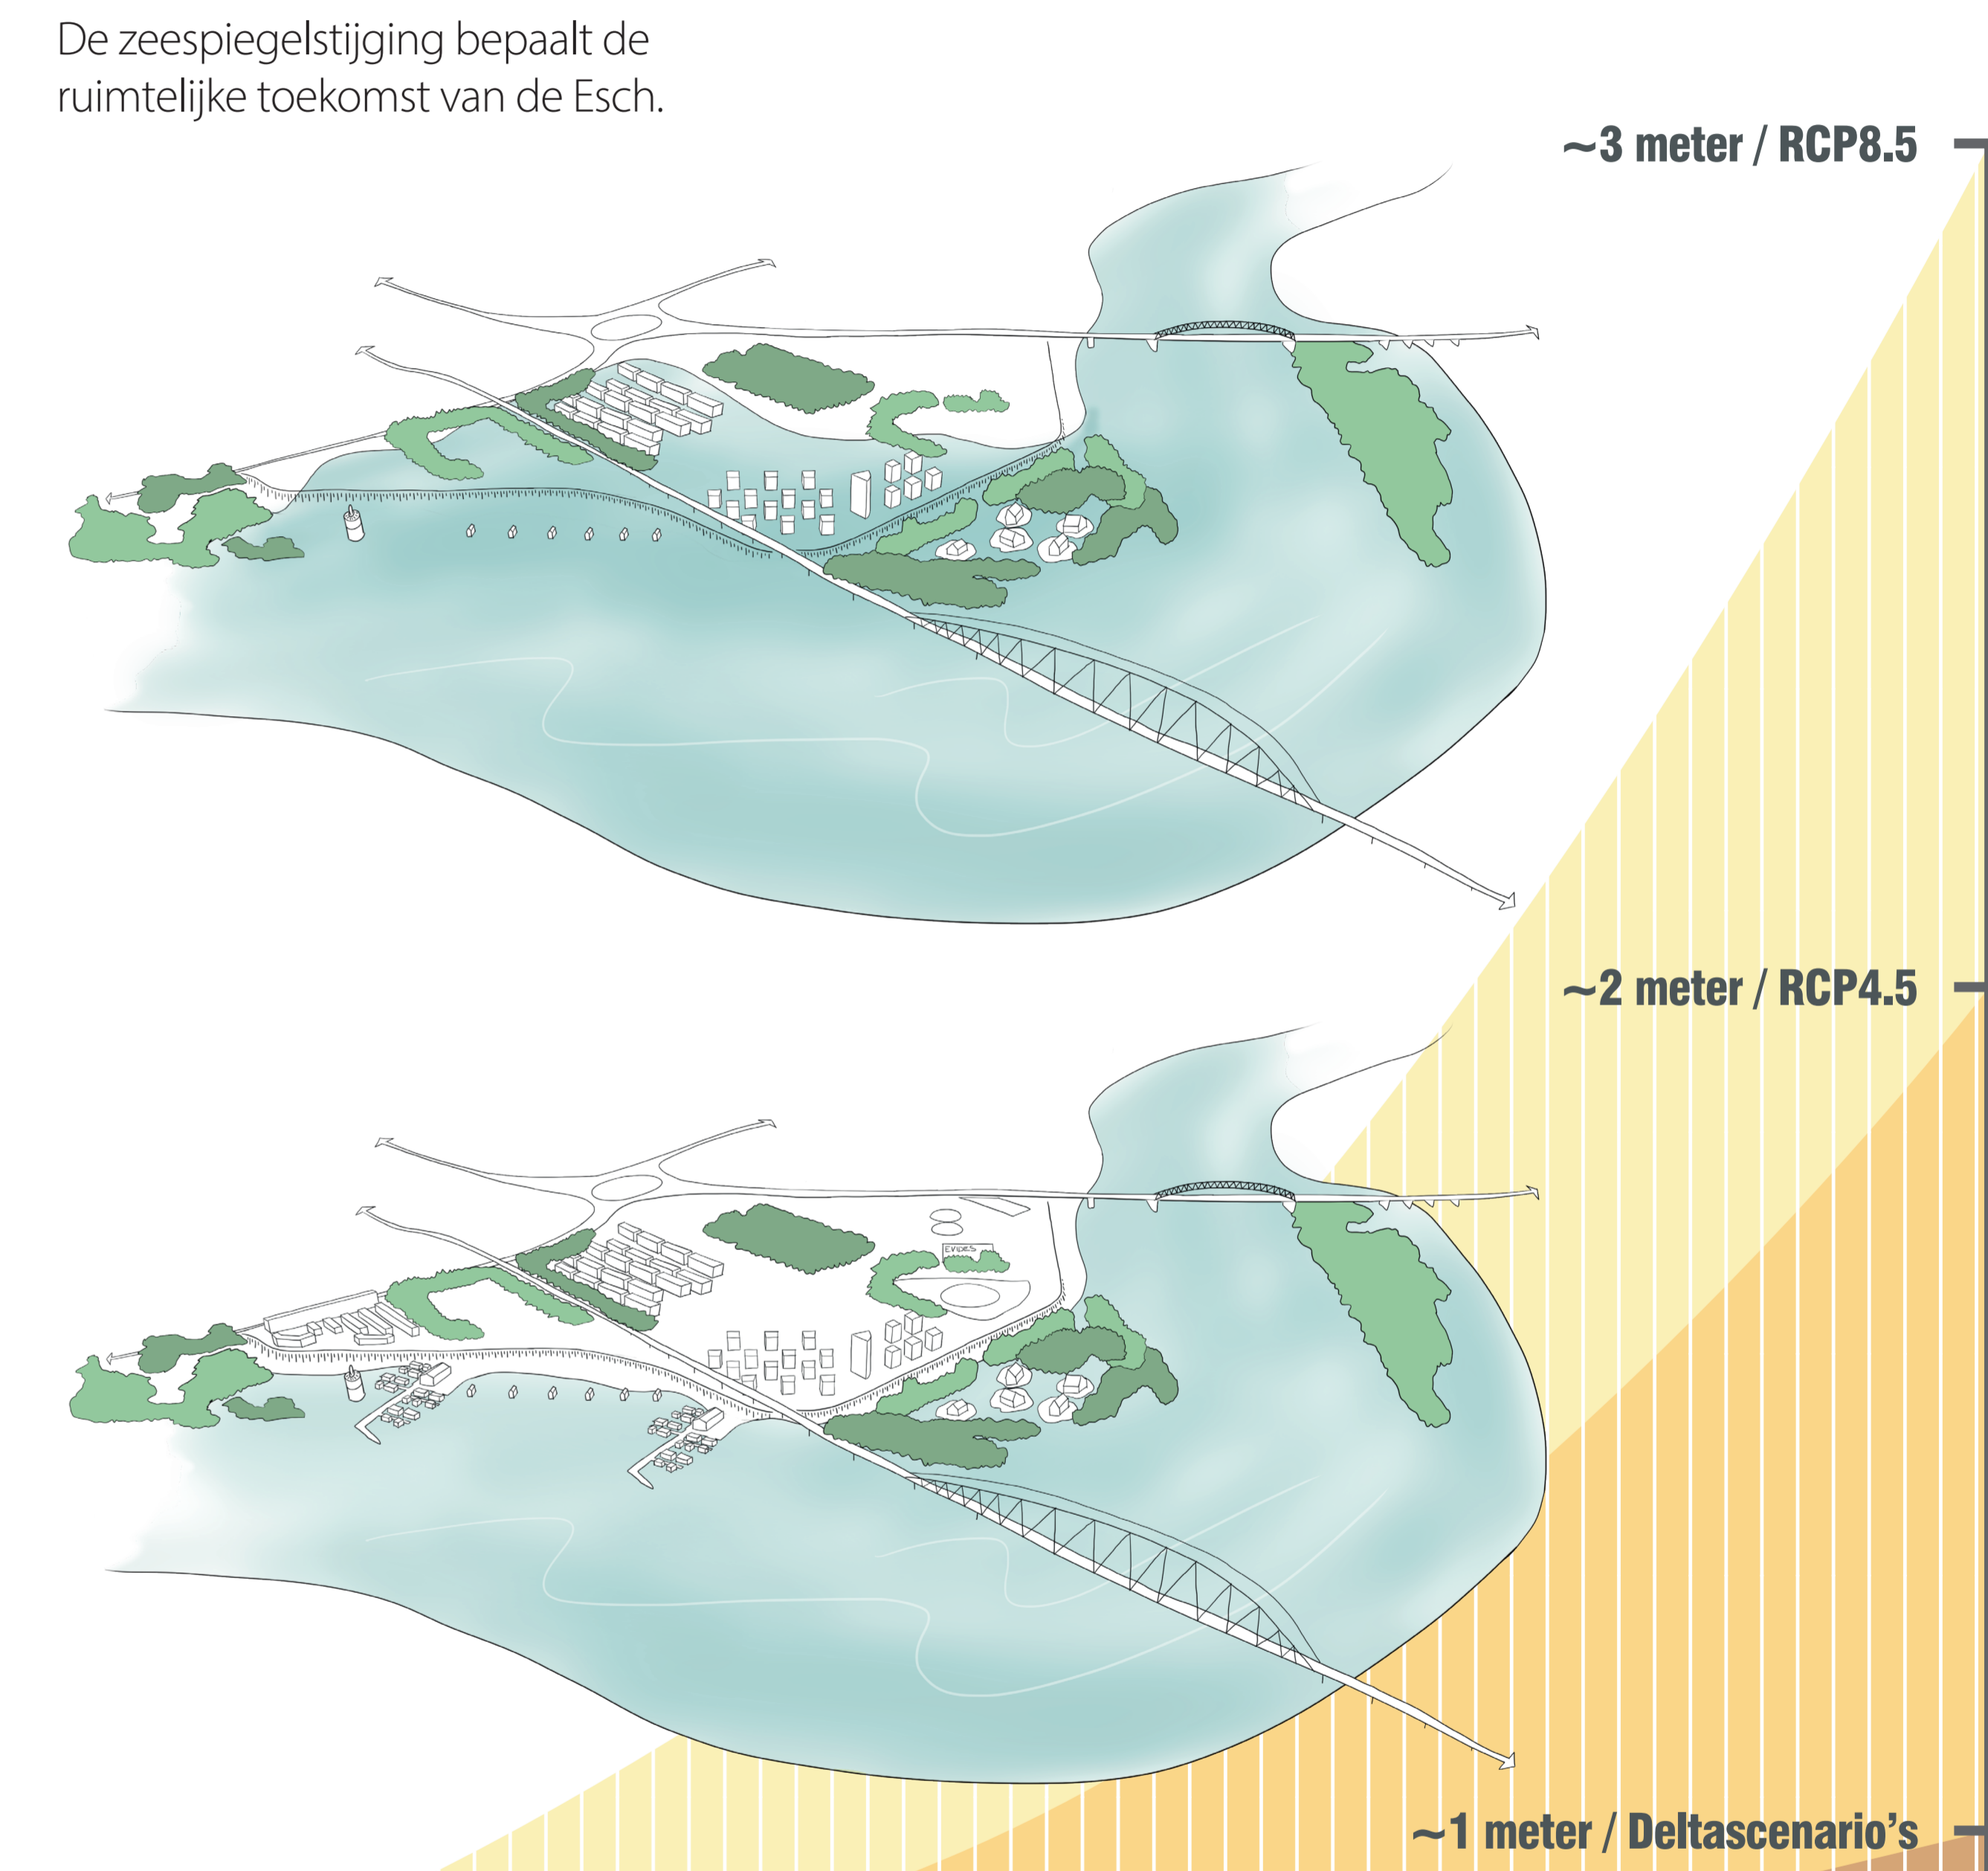 De zeespiegelstijging bepaalt de
ruimtelijke toekomst van de Esch.
~3 meter / RCP8.5
~2 meter / RCP4.5
EVIDES
~1 meter / Deltascenario's